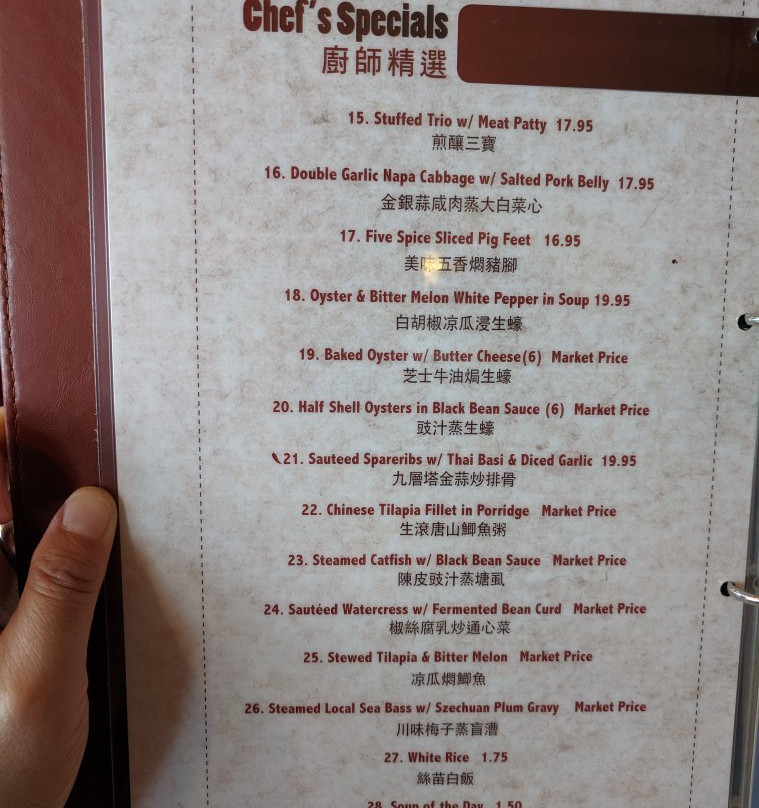 Chef's Specials
廚師精選
15. Stuffed Trio w/ Meat Patty 17.95
煎釀三寶
16. Double Garlic Napa Cabbage w/ Salted Pork Belly 17.95
金銀蒜咸肉蒸大白菜心
17. Five Spice Sliced Pig Feet 16.95
美味五香燜豬腳
18. Oyster & Bitter Melon White Pepper in Soup 19.95
白胡椒凉瓜浸生蠔
19. Baked Oyster w/ Butter Cheese(6) Market Price
芝士牛油焗生蠔
20. Half Shell Oysters in Black Bean Sauce (6) Market Price
豉汁蒸生蠔
21. Sauteed Spareribs w/ Thai Basi & Diced Garlic 19.95
九層塔金蒜炒排骨
22. Chinese Tilapia Fillet in Porridge Market Price
生滾唐山鯽魚粥
23. Steamed Catfish w/ Black Bean Sauce Market Price
陳皮豉汁蒸塘虱
24. Sautéed Watercress w/ Fermented Bean Curd Market Price
椒絲腐乳炒通心菜
25. Stewed Tilapia & Bitter Melon Market Price
凉瓜燜鯽魚
26. Steamed Local Sea Bass w/ Szechuan Plum Gravy Market Price
川味梅子蒸盲漕
27. White Rice 1.75
絲苗白飯
28. Soup of the Day 1.50